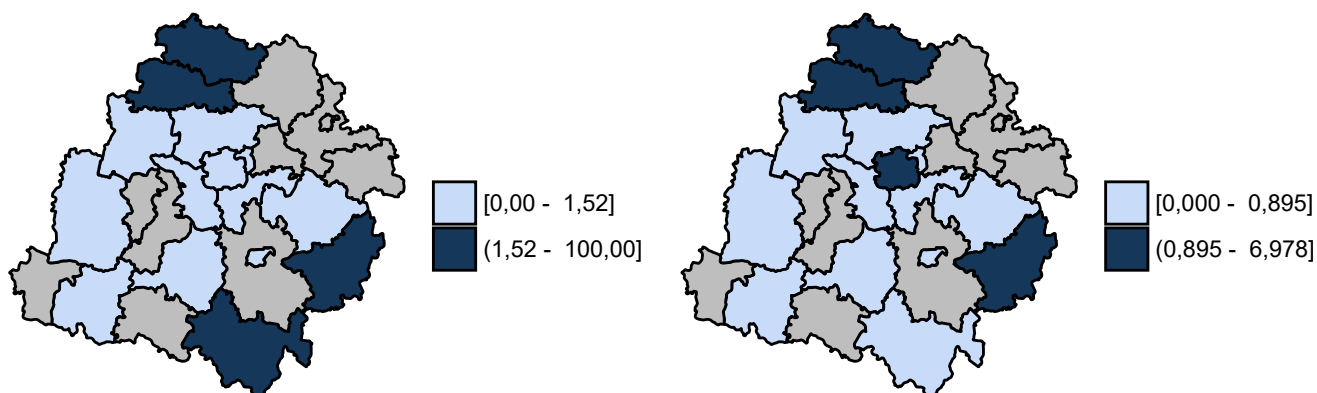 [0,00 - 1,52]
(1,52 - 100,00]
[0,000 - 0,895]
(0,895 - 6,978]